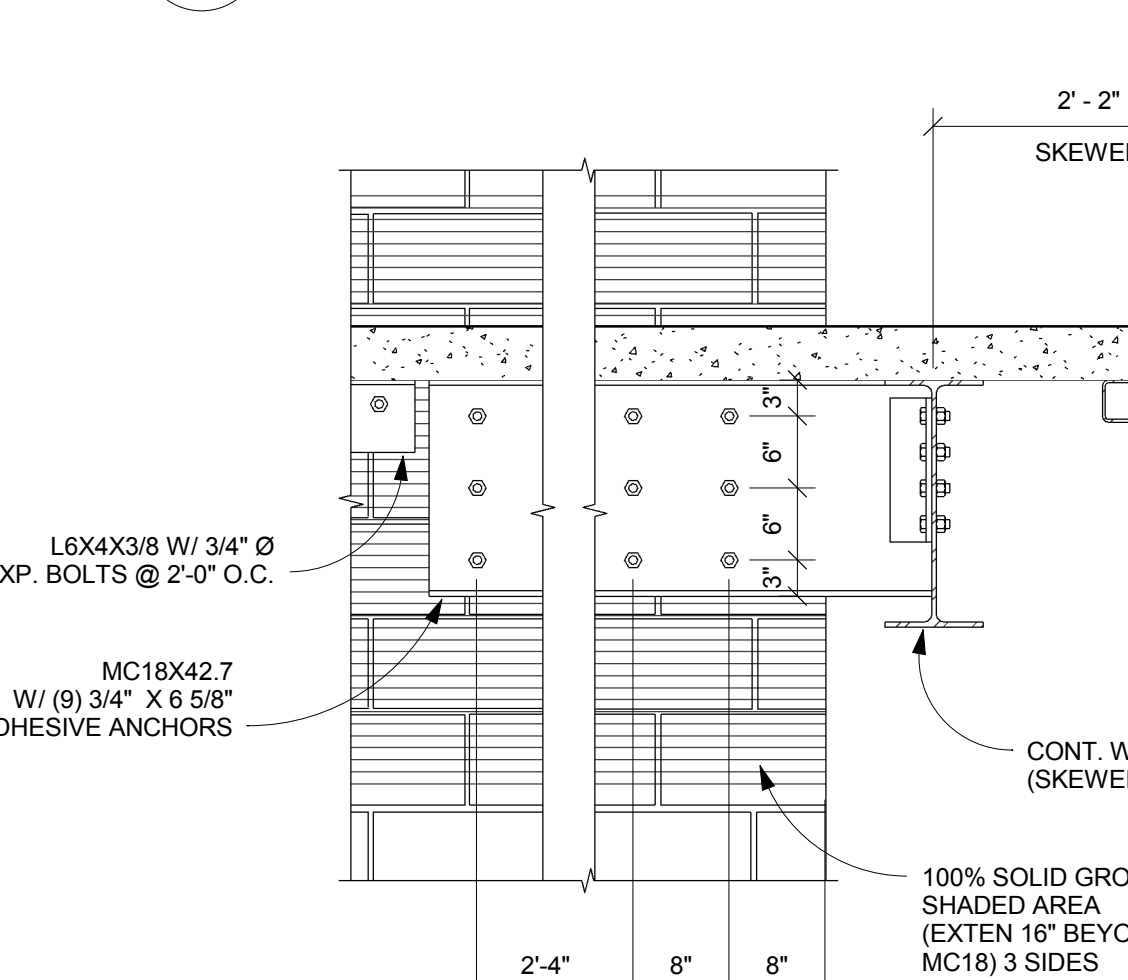 2' - 2"
3"
6"
6"
3"
L6X4X3/8 W/ 3/4" Ø
XP. BOLTS @ 2'-0" O.C.
MC18X42.7
W/ (9) 3/4"  X 6 5/8"
DHESIVE ANCHORS
CONT. W
100% SOLID GRO
SHADED AREA
(EXTEN 16" BEYO
MC18) 3 SIDES
2'-4"
8"
8"